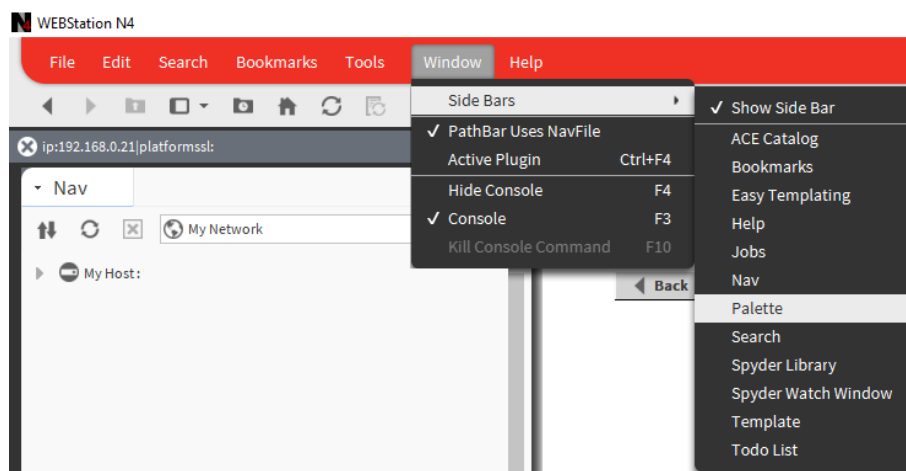 WEBStation N4
File Edit Search Bookmarks Tools Window Help
ip:192.168.0.21|platformssl:
Nav
My Network
My Host:
Side Bars
PathBar Uses NavFile
Active Plugin Ctrl+F4
Hide Console F4
Console F3
Kill Console Command F10
Back
Show Side Bar
ACE Catalog
Bookmarks
Easy Templating
Help
Jobs
Nav
Palette
Search
Spyder Library
Spyder Watch Window
Template
Todo List